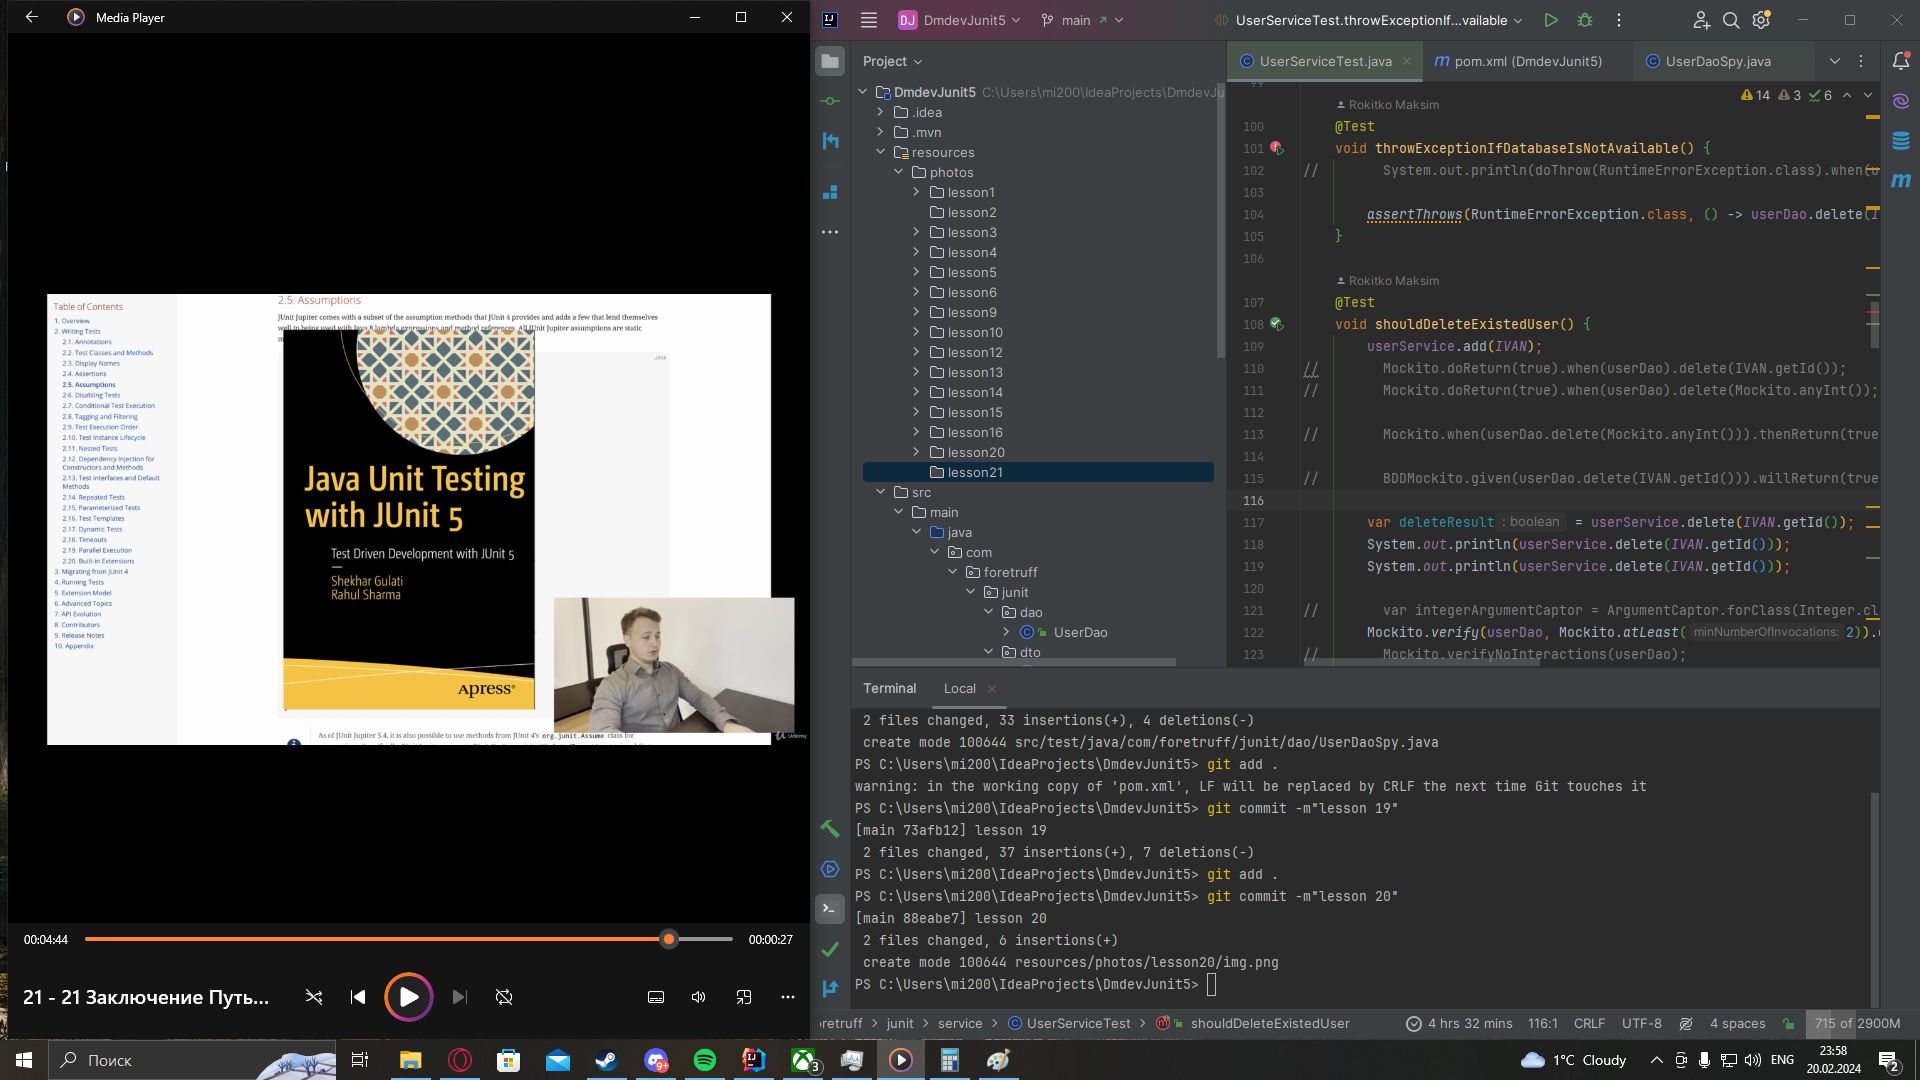 Media Player
Table of Contents
1. Overview
2. Writing Tests
2.1. Annotations
2.2. Test Classes and Methods
2.3. Display Names
2.4. Assertions
2.5. Assumptions
2.6. Disabling Tests
2.7. Conditional Test Execution
2.8. Tagging and Filtering
2.9. Test Execution Order
2.10. Test Instance Lifecycle
2.11. Nested Tests
2.12. Dependency Injection for
Constructors and Methods
2.13. Test Interfaces and Default
Methods
2.14. Repeated Tests
2.15. Parameterized Tests
2.16. Test Templates
2.17. Dynamic Tests
2.18. Timeouts
2.19. Parallel Execution
2.20. Built-in Extensions
3. Migrating from JUnit 4
4. Running Tests
5. Extension Model
6. Advanced Topics
7. API Evolution
8. Contributors
9. Release Notes
10. Appendix
2.5. Assumptions
JUnit Jupiter comes with a subset of the assumption methods that JUnit 4 provides and adds a few that lend themselves
well to being used with Java 8 lambda expressions and method references. All JUnit Jupiter assumptions are static
JAVA
Java Unit Testing
with JUnit 5
Test Driven Development with JUnit 5
Shekhar Gulati
Rahul Sharma
Apress®
As of JUnit Jupiter 5.4, it is also possible to use methods from JUnit 4's org.junit.Assume class for
Udemy
00:04:44
00:00:27
21 - 21 Заключение Путь...
DJ DmdevJunit5
main
UserServiceTest.throwExceptionIf...vailable
Project
UserServiceTest.java
pom.xml (DmdevJunit5)
UserDaoSpy.java
DmdevJunit5 C:\Users\mi200\IdeaProjects\DmdevJu
.idea
.mvn
resources
photos
lesson1
lesson2
lesson3
lesson4
lesson5
lesson6
lesson9
lesson10
lesson12
lesson13
lesson14
lesson15
lesson16
lesson20
lesson21
src
main
java
com
foretruff
junit
dao
UserDao
dto
14 3 6
99
Rokitko Maksim
100 @Test
101 void throwExceptionIfDatabaseIsNotAvailable() {
102 // System.out.println(doThrow(RuntimeErrorException.class).when(u
103
104 assertThrows(RuntimeErrorException.class, () -> userDao.delete(I
105 }
106
Rokitko Maksim
107 @Test
108 void shouldDeleteExistedUser() {
109 userService.add(IVAN);
110 // Mockito.doReturn(true).when(userDao).delete(IVAN.getId());
111 // Mockito.doReturn(true).when(userDao).delete(Mockito.anyInt());
112
113 // Mockito.when(userDao.delete(Mockito.anyInt())).thenReturn(true
114
115 // BDDMockito.given(userDao.delete(IVAN.getId())).willReturn(true
116
117 var deleteResult : boolean = userService.delete(IVAN.getId());
118 System.out.println(userService.delete(IVAN.getId()));
119 System.out.println(userService.delete(IVAN.getId()));
120
121 // var integerArgumentCaptor = ArgumentCaptor.forClass(Integer.cl
122 Mockito.verify(userDao, Mockito.atLeast( minNumberOfInvocations: 2)).
123 // Mockito.verifyNoInteractions(userDao);
Terminal
Local
2 files changed, 33 insertions(+), 4 deletions(-)
create mode 100644 src/test/java/com/foretruff/junit/dao/UserDaoSpy.java
PS C:\Users\mi200\IdeaProjects\DmdevJunit5> git add .
warning: in the working copy of 'pom.xml', LF will be replaced by CRLF the next time Git touches it
PS C:\Users\mi200\IdeaProjects\DmdevJunit5> git commit -m"lesson 19"
[main 73afb12] lesson 19
2 files changed, 37 insertions(+), 7 deletions(-)
PS C:\Users\mi200\IdeaProjects\DmdevJunit5> git add .
PS C:\Users\mi200\IdeaProjects\DmdevJunit5> git commit -m"lesson 20"
[main 88eabe7] lesson 20
2 files changed, 6 insertions(+)
create mode 100644 resources/photos/lesson20/img.png
PS C:\Users\mi200\IdeaProjects\DmdevJunit5>
oretruff > junit > service > UserServiceTest > shouldDeleteExistedUser
4 hrs 32 mins
116:1
CRLF
UTF-8
4 spaces
715 of 2900M
Поиск
9+
3
1°C Cloudy
ENG
23:58
20.02.2024
2